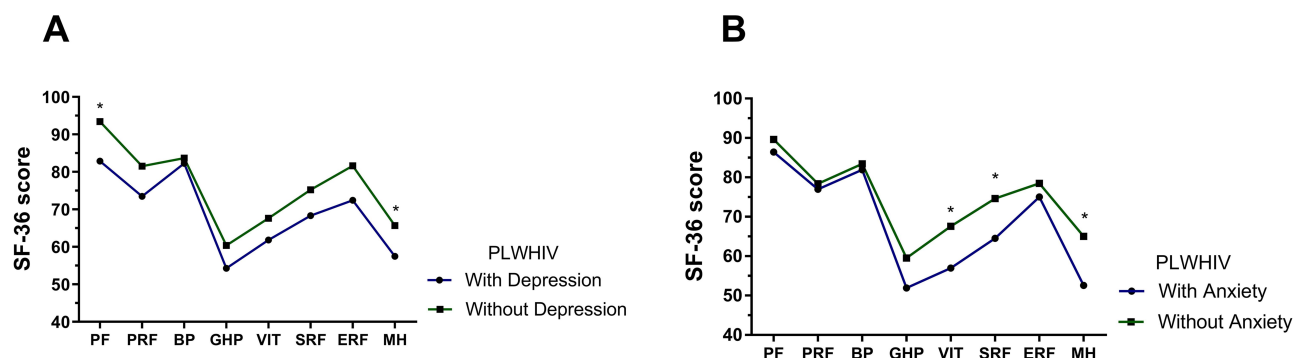 A
SF-36 score
100
90
80
70
60
50
40
*
*
PF PRF BP GHP VIT SRF ERF MH
PLWHIV
With Depression
Without Depression
B
SF-36 score
100
90
80
70
60
50
40
*
*
*
PF PRF BP GHP VIT SRF ERF MH
PLWHIV
With Anxiety
Without Anxiety